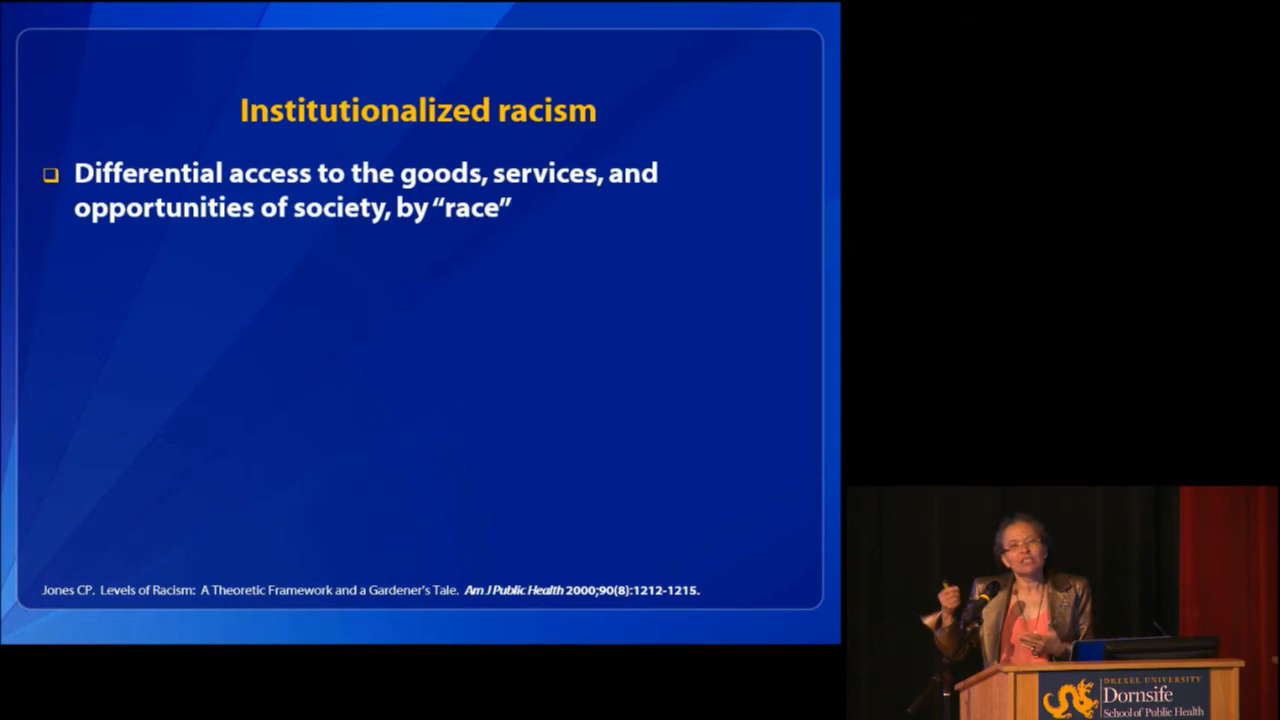 Institutionalized racism
❑ Differential access to the goods, services, and
opportunities of society, by “race”
Jones CP. Levels of Racism: A Theoretic Framework and a Gardener's Tale. Am J Public Health 2000;90(8):1212-1215.
DREXEL UNIVERSITY
Dornsife
School of Public Health